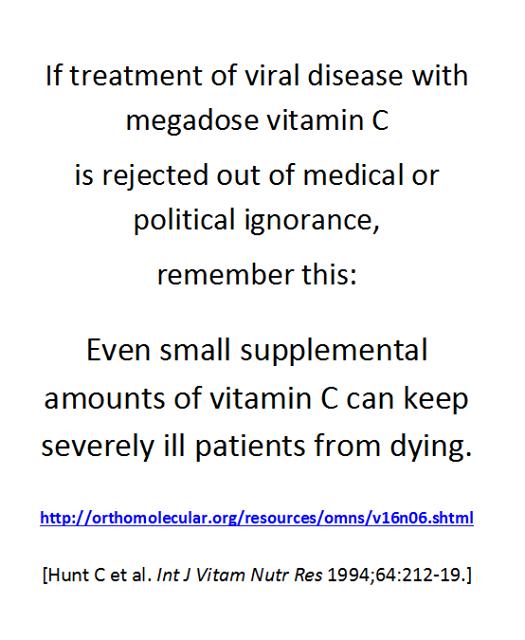 If treatment of viral disease with
megadose vitamin C
is rejected out of medical or
political ignorance,
remember this:
Even small supplemental
amounts of vitamin C can keep
severely ill patients from dying.
http://orthomolecular.org/resources/omns/v16n06.shtml
[Hunt C et al. Int J Vitam Nutr Res 1994;64:212-19.]